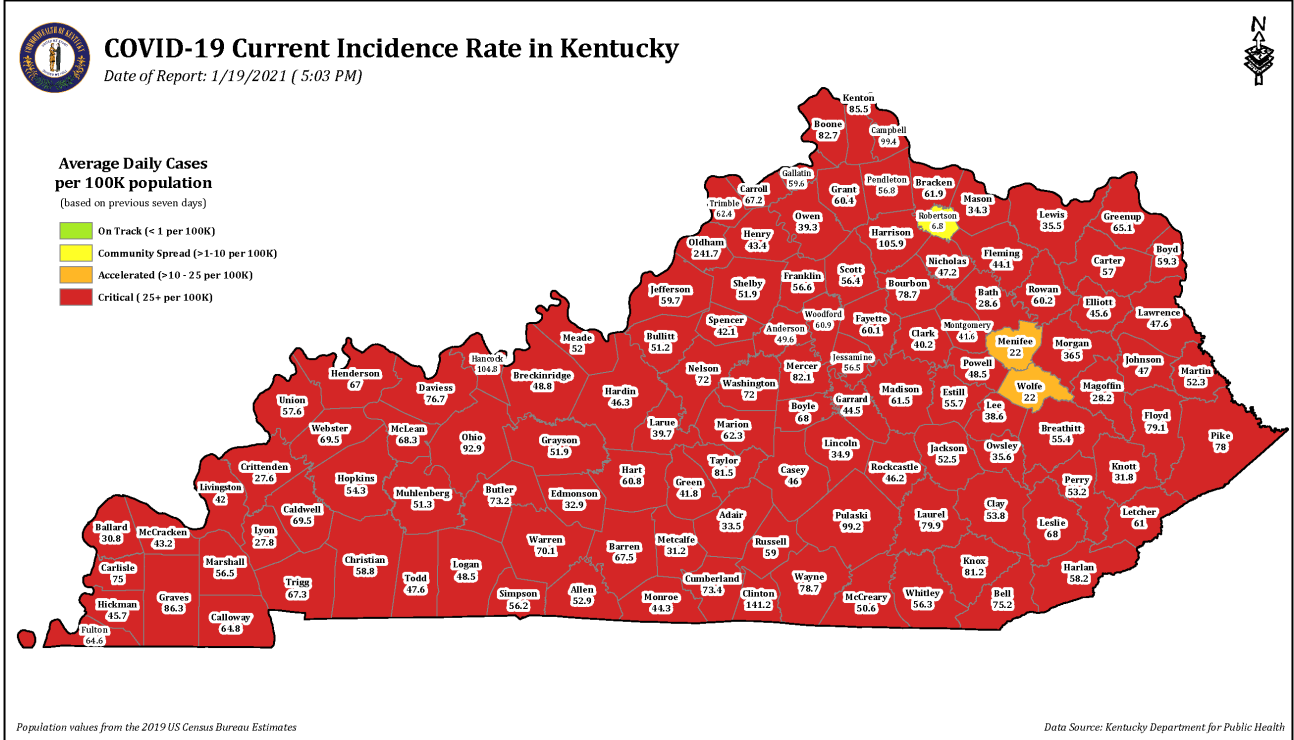 COVID-19 Current Incidence Rate in Kentucky
Date of Report: 1/19/2021 ( 5:03 PM)
N
Average Daily Cases
per 100K population
(based on previous seven days)
On Track (< 1 per 100K)
Community Spread (>1-10 per 100K)
Accelerated (>10 - 25 per 100K)
Critical ( 25+ per 100K)
Kenton
85.5
Boone
82.7
Campbell
99.4
Gallatin
59.6
Carroll
67.2
Trimble
62.4
Grant
60.4
Pendleton
56.8
Bracken
61.9
Mason
34.3
Robertson
6.8
Lewis
35.5
Greenup
65.1
Owen
39.3
Henry
43.4
Oldham
241.7
Harrison
105.9
Nicholas
47.2
Fleming
44.1
Carter
57
Boyd
59.3
Jefferson
59.7
Shelby
51.9
Franklin
56.6
Scott
56.4
Bourbon
78.7
Bath
28.6
Rowan
60.2
Elliott
45.6
Lawrence
47.6
Spencer
42.1
Anderson
49.6
Woodford
60.9
Fayette
60.1
Clark
40.2
Montgomery
41.6
Menifee
22
Morgan
365
Johnson
47
Martin
52.3
Meade
52
Bullitt
51.2
Hancock
104.8
Breckinridge
48.8
Henderson
67
Daviess
76.7
Union
57.6
Nelson
72
Washington
72
Mercer
82.1
Jessamine
56.5
Powell
48.5
Wolfe
22
Magoffin
28.2
Hardin
46.3
Boyle
68
Garrard
44.5
Madison
61.5
Estill
55.7
Lee
38.6
Floyd
79.1
Pike
78
Webster
69.5
McLean
68.3
Ohio
92.9
Grayson
51.9
Larue
39.7
Marion
62.3
Lincoln
34.9
Breathitt
55.4
Jackson
52.5
Owsley
35.6
Crittenden
27.6
Livingston
42
Hopkins
54.3
Muhlenberg
51.3
Butler
73.2
Edmonson
32.9
Hart
60.8
Green
41.8
Taylor
81.5
Casey
46
Rockcastle
46.2
Perry
53.2
Knott
31.8
Caldwell
69.5
Lyon
27.8
Ballard
30.8
McCracken
43.2
Adair
33.5
Pulaski
99.2
Laurel
79.9
Clay
53.8
Leslie
68
Letcher
61
Warren
70.1
Barren
67.5
Metcalfe
31.2
Russell
59
Carlisle
75
Marshall
56.5
Christian
58.8
Trigg
67.3
Todd
47.6
Logan
48.5
Simpson
56.2
Allen
52.9
Monroe
44.3
Cumberland
73.4
Clinton
141.2
Wayne
78.7
McCreary
50.6
Whitley
56.3
Knox
81.2
Bell
75.2
Harlan
58.2
Hickman
45.7
Graves
86.3
Calloway
64.8
Fulton
64.6
Population values from the 2019 US Census Bureau Estimates
Data Source: Kentucky Department for Public Health